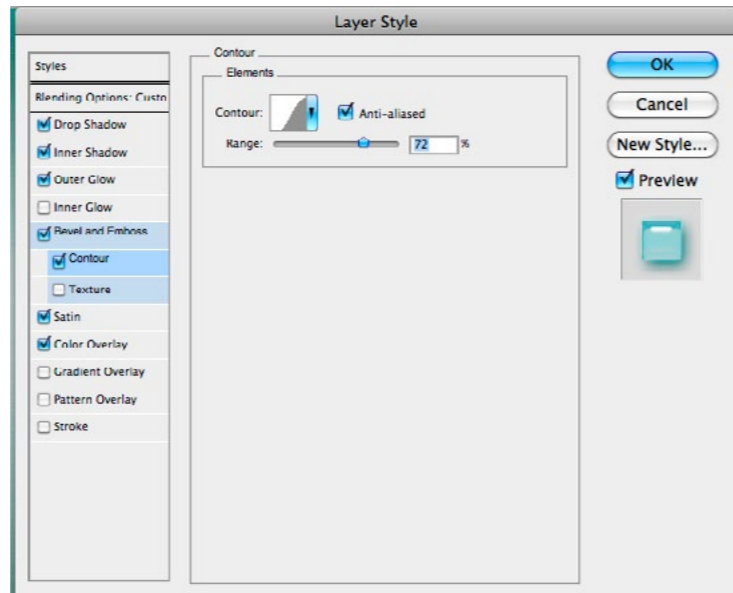 Layer Style
Styles
Blending Options: Custo
Drop Shadow
Inner Shadow
Outer Glow
Inner Glow
Bevel and Emboss
Contour
Texture
Satin
Color Overlay
Gradient Overlay
Pattern Overlay
Stroke
Contour
Elements
Contour:
Anti-aliased
Range:
72
%
OK
Cancel
New Style...
Preview